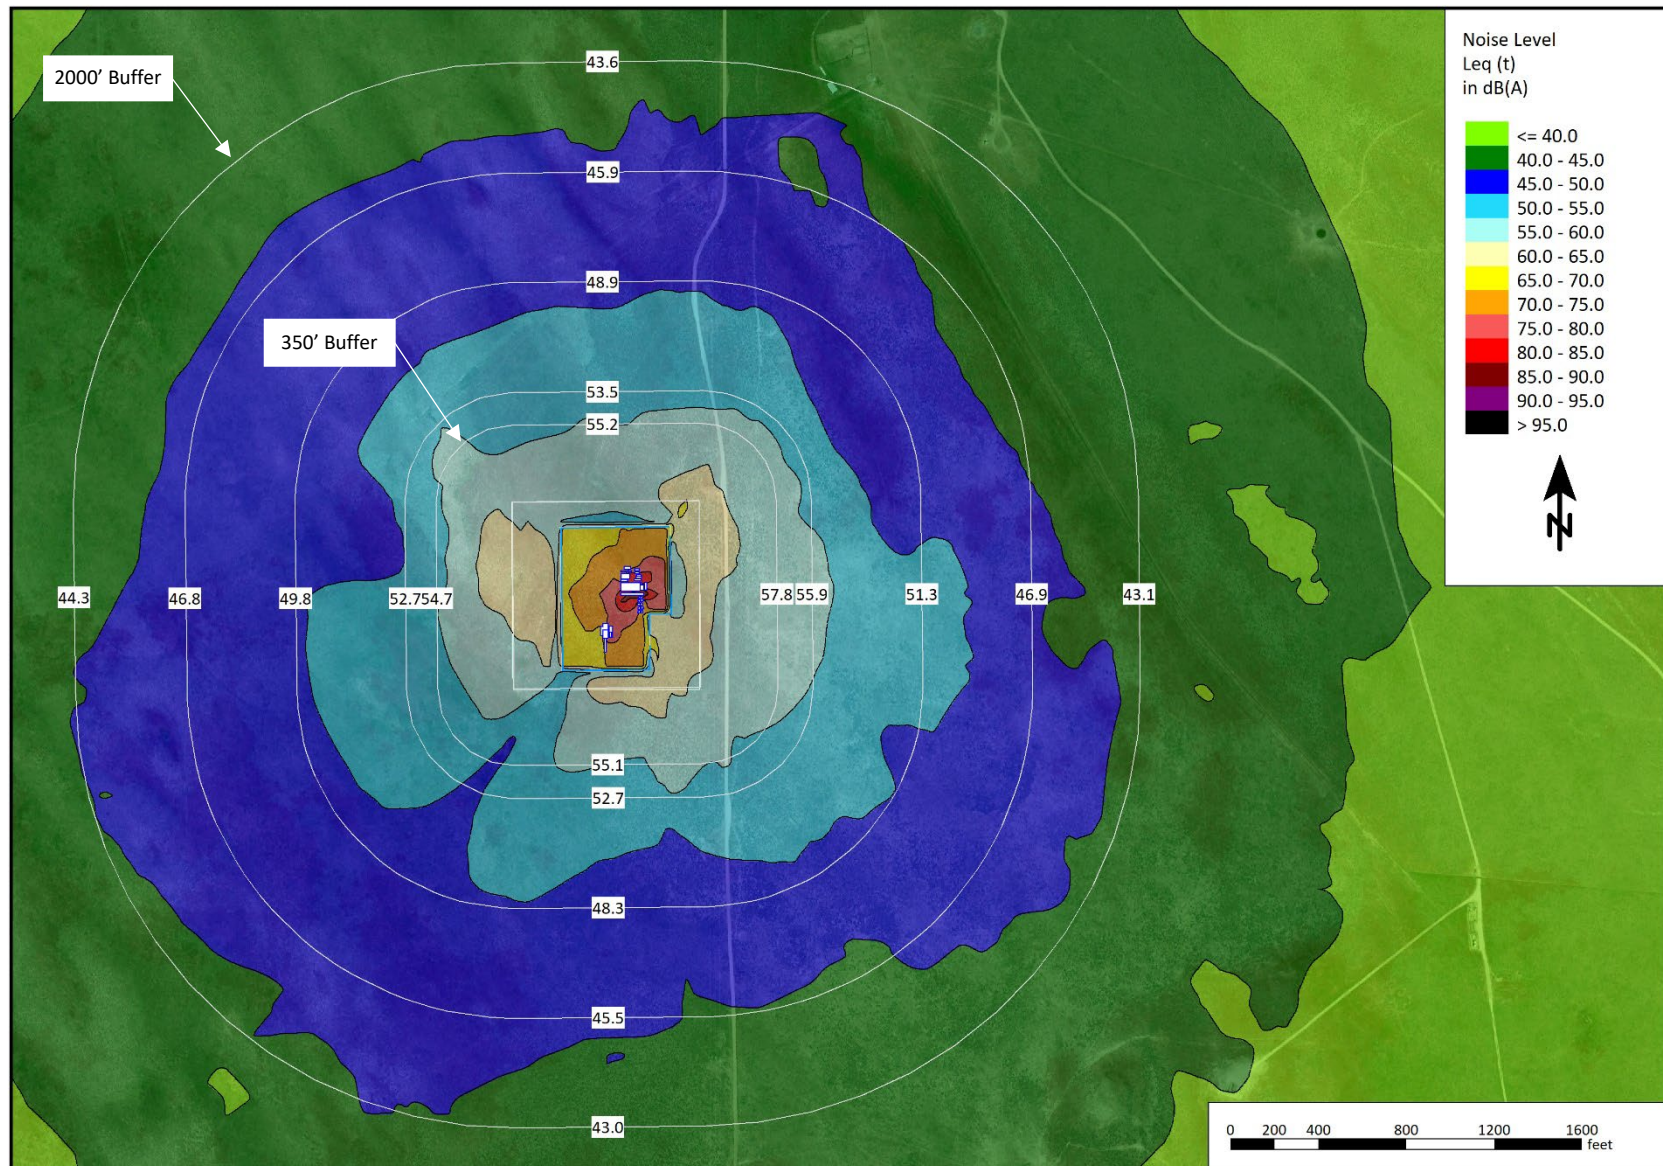 2000' Buffer
43.6
Noise Level
Leq (t)
in dB(A)
<= 40.0
40.0 - 45.0
45.0 - 50.0
50.0 - 55.0
55.0 - 60.0
60.0 - 65.0
65.0 - 70.0
70.0 - 75.0
75.0 - 80.0
80.0 - 85.0
85.0 - 90.0
90.0 - 95.0
> 95.0
N
45.9
48.9
350' Buffer
53.5
55.2
44.3 46.8 49.8 52.7 54.7 57.8 55.9 51.3 46.9 43.1
55.1
52.7
48.3
45.5
43.0
0 200 400 800 1200 1600
feet